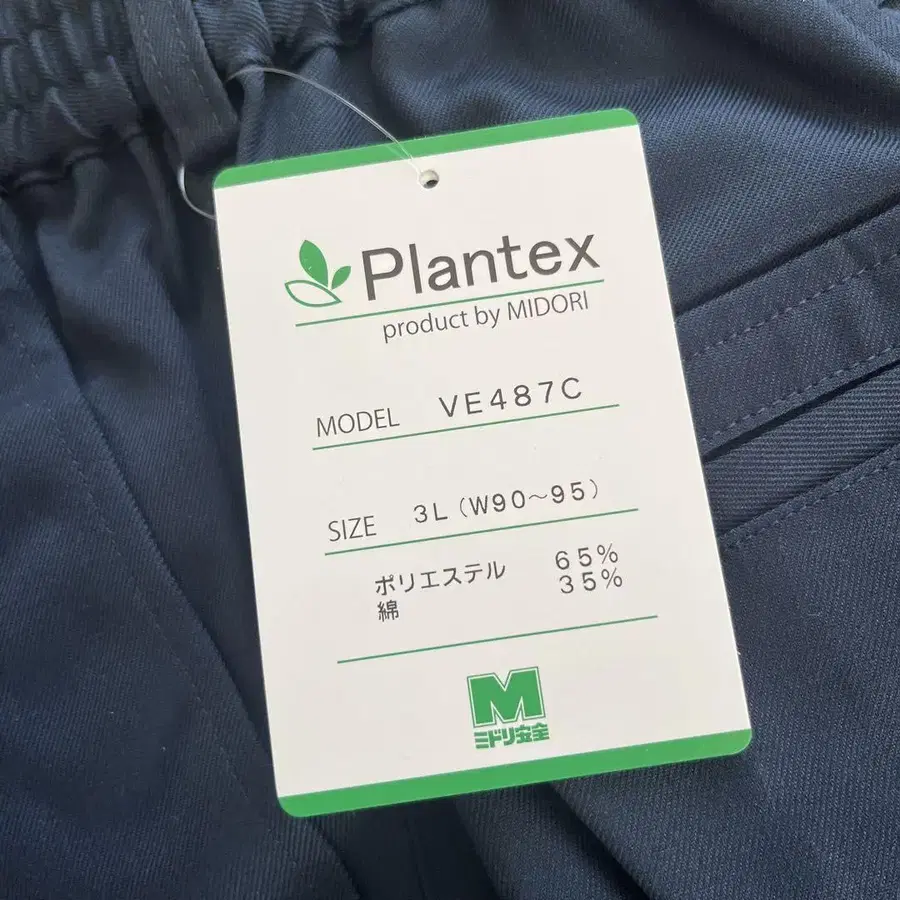 Plantex
product by MIDORI
MODEL VE487C
SIZE 3L (W90～95)
ポリエステル 65%
綿 35%
M
ミドリ安全